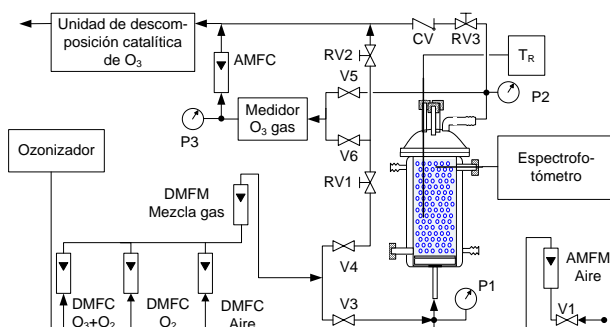 Unidad de descom-
posición catalítica
de O3
AMFC
CV
RV3
RV2
TR
V5
P2
P3
Medidor
O3 gas
V6
Ozonizador
DMFM
Mezcla gas
RV1
Espectrofo-
tómetro
V4
P1
AMFM
Aire
V3
V1
DMFC
O3+O2
DMFC
O2
DMFC
Aire